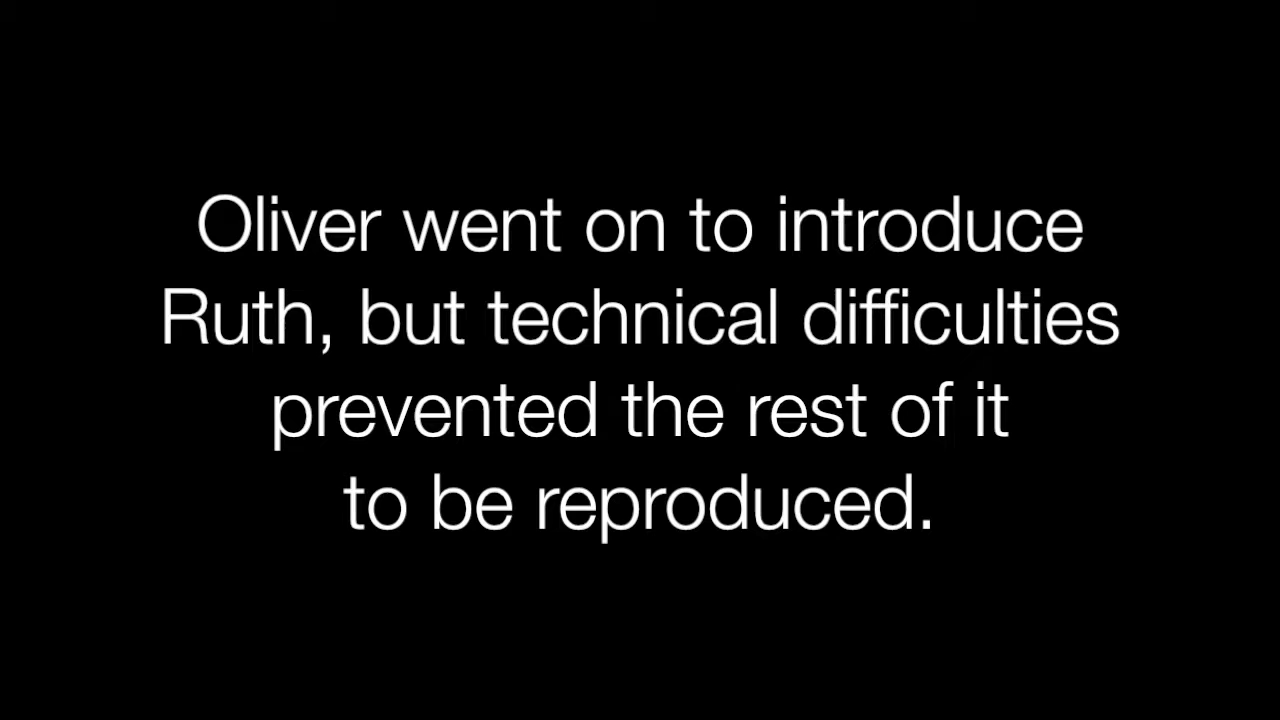 Oliver went on to introduce
Ruth, but technical difficulties
prevented the rest of it
to be reproduced.